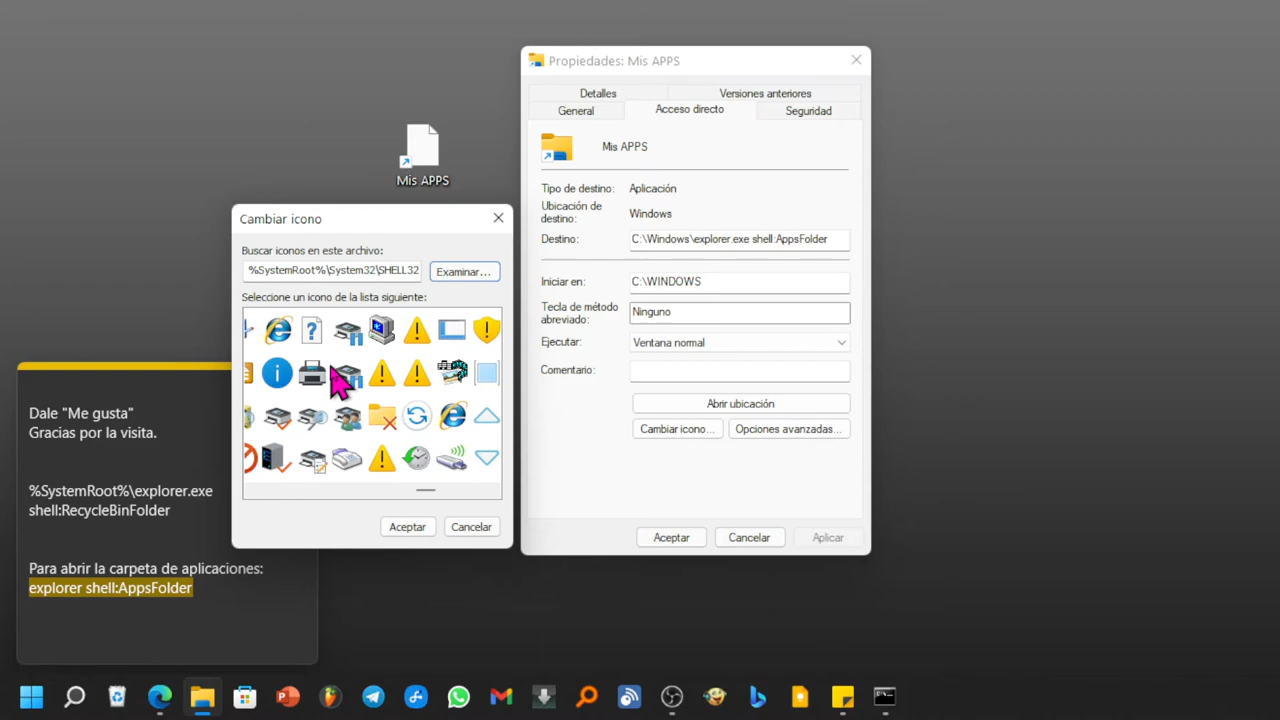 Mis APPS
Cambiar icono
Buscar iconos en este archivo:
%SystemRoot%\System32\SHELL32
Examinar...
Seleccione un icono de la lista siguiente:
Aceptar
Cancelar
Propiedades: Mis APPS
Detalles
Versiones anteriores
General
Acceso directo
Seguridad
Mis APPS
Tipo de destino:
Aplicación
Ubicación de
destino:
Windows
Destino:
C:\Windows\explorer.exe shell:AppsFolder
Iniciar en:
C:\WINDOWS
Tecla de método
abreviado:
Ninguno
Ejecutar:
Ventana normal
Comentario:
Abrir ubicación
Cambiar icono...
Opciones avanzadas...
Aceptar
Cancelar
Aplicar
Dale "Me gusta"
Gracias por la visita.
%SystemRoot%\explorer.exe
shell:RecycleBinFolder
Para abrir la carpeta de aplicaciones:
explorer shell:AppsFolder